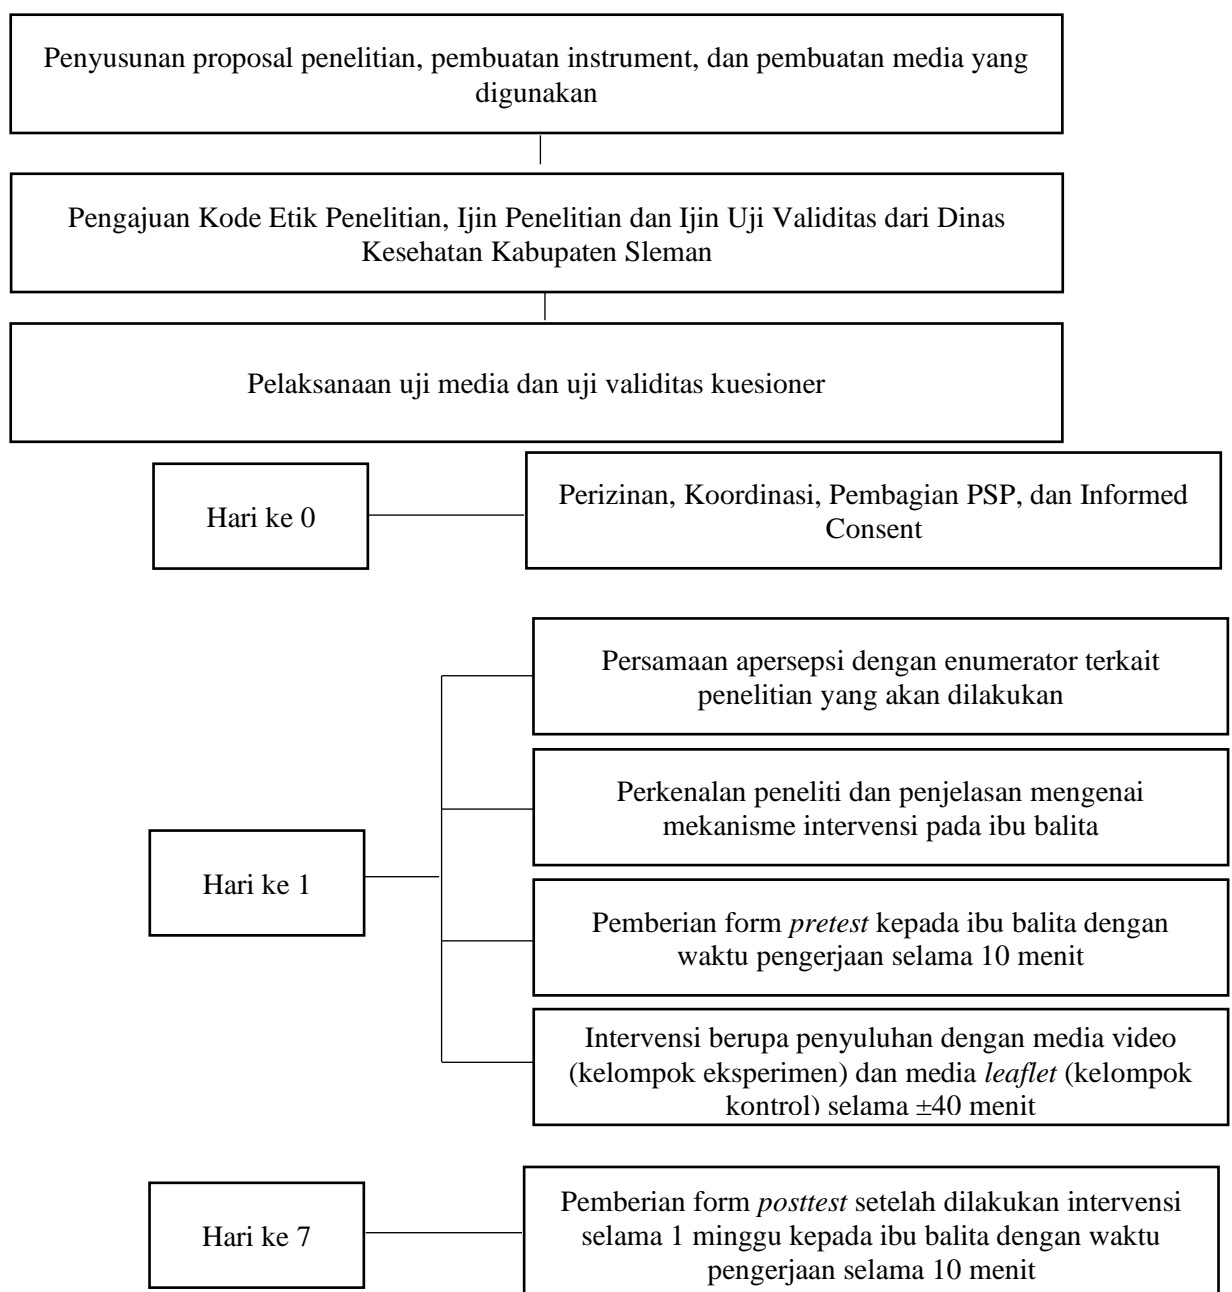 Penyusunan proposal penelitian, pembuatan instrument, dan pembuatan media yang
digunakan
Pengajuan Kode Etik Penelitian, Ijin Penelitian dan Ijin Uji Validitas dari Dinas
Kesehatan Kabupaten Sleman
Pelaksanaan uji media dan uji validitas kuesioner
Hari ke 0
Perizinan, Koordinasi, Pembagian PSP, dan Informed
Consent
Hari ke 1
Persamaan apersepsi dengan enumerator terkait
penelitian yang akan dilakukan
Perkenalan peneliti dan penjelasan mengenai
mekanisme intervensi pada ibu balita
Pemberian form pretest kepada ibu balita dengan
waktu pengerjaan selama 10 menit
Intervensi berupa penyuluhan dengan media video
(kelompok eksperimen) dan media leaflet (kelompok
kontrol) selama ±40 menit
Hari ke 7
Pemberian form posttest setelah dilakukan intervensi
selama 1 minggu kepada ibu balita dengan waktu
pengerjaan selama 10 menit